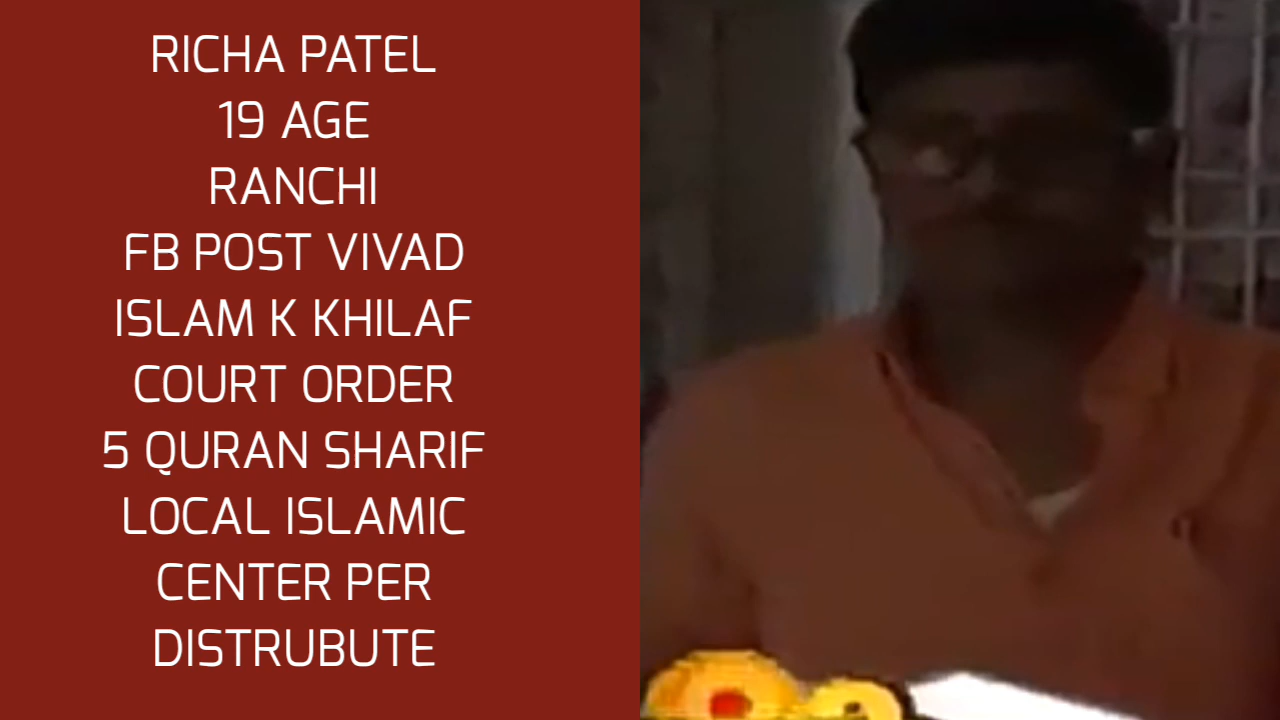 RICHA PATEL
19 AGE
RANCHI
FB POST VIVAD
ISLAM K KHILAF
COURT ORDER
5 QURAN SHARIF
LOCAL ISLAMIC
CENTER PER
DISTRUBUTE